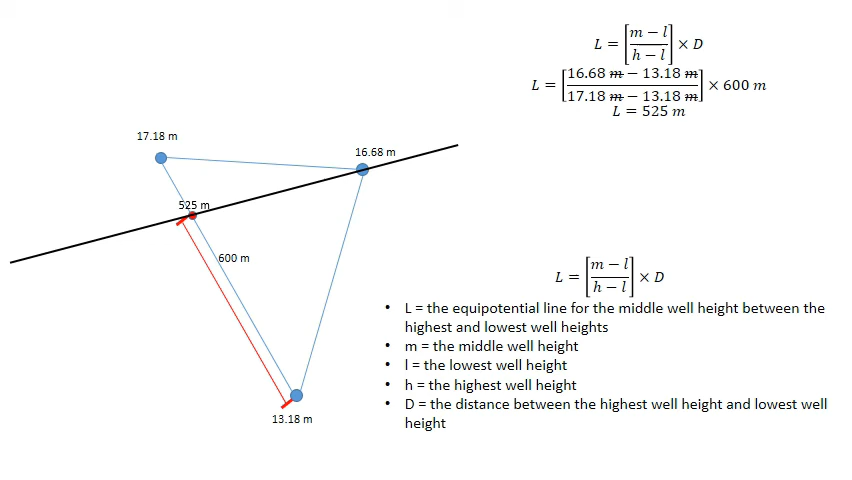 L = [m − l / h − l] × D
L = [16.68 m − 13.18 m / 17.18 m − 13.18 m] × 600 m
L = 525 m
17.18 m
16.68 m
525 m
600 m
13.18 m
L = [m − l / h − l] × D
• L = the equipotential line for the middle well height between the
highest and lowest well heights
• m = the middle well height
• l = the lowest well height
• h = the highest well height
• D = the distance between the highest well height and lowest well
height